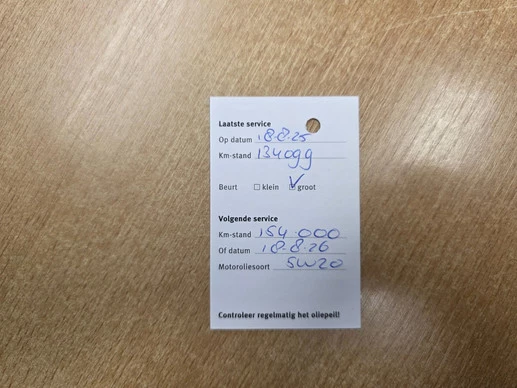 Laatste service
Op datum 18.8.25
Km-stand 134099
Beurt klein groot
Volgende service
Km-stand 154.000
Of datum 18.8.26
Motoroliesoort 5W20
Controleer regelmatig het oliepeil!